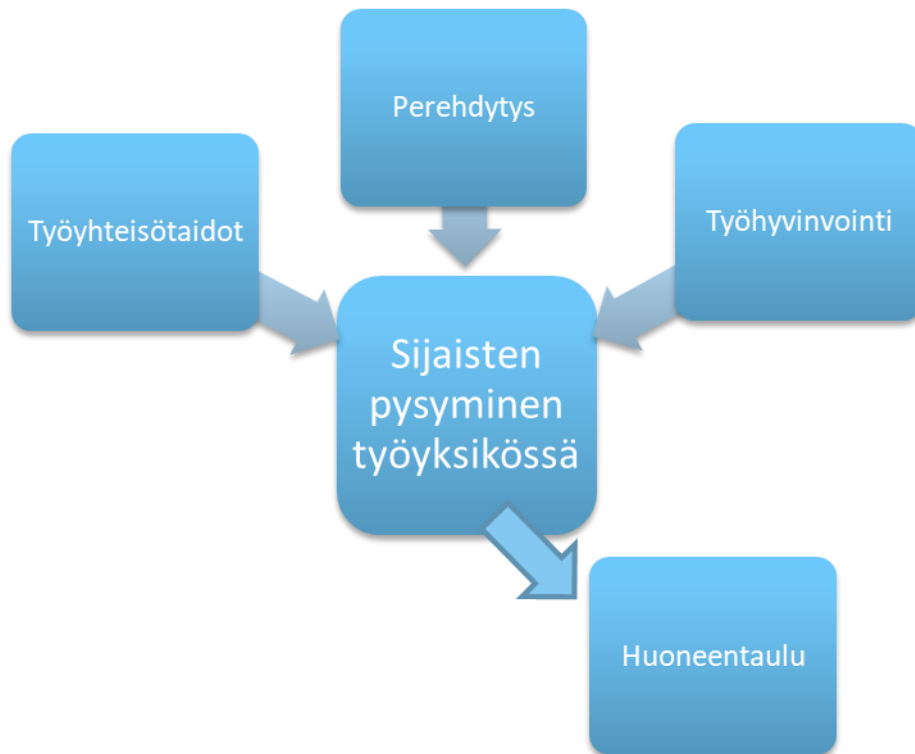 Perehdytys
Työyhteisötaidot
Työhyvinvointi
Sijaisten
pysyminen
työyksikössä
Huoneentaulu